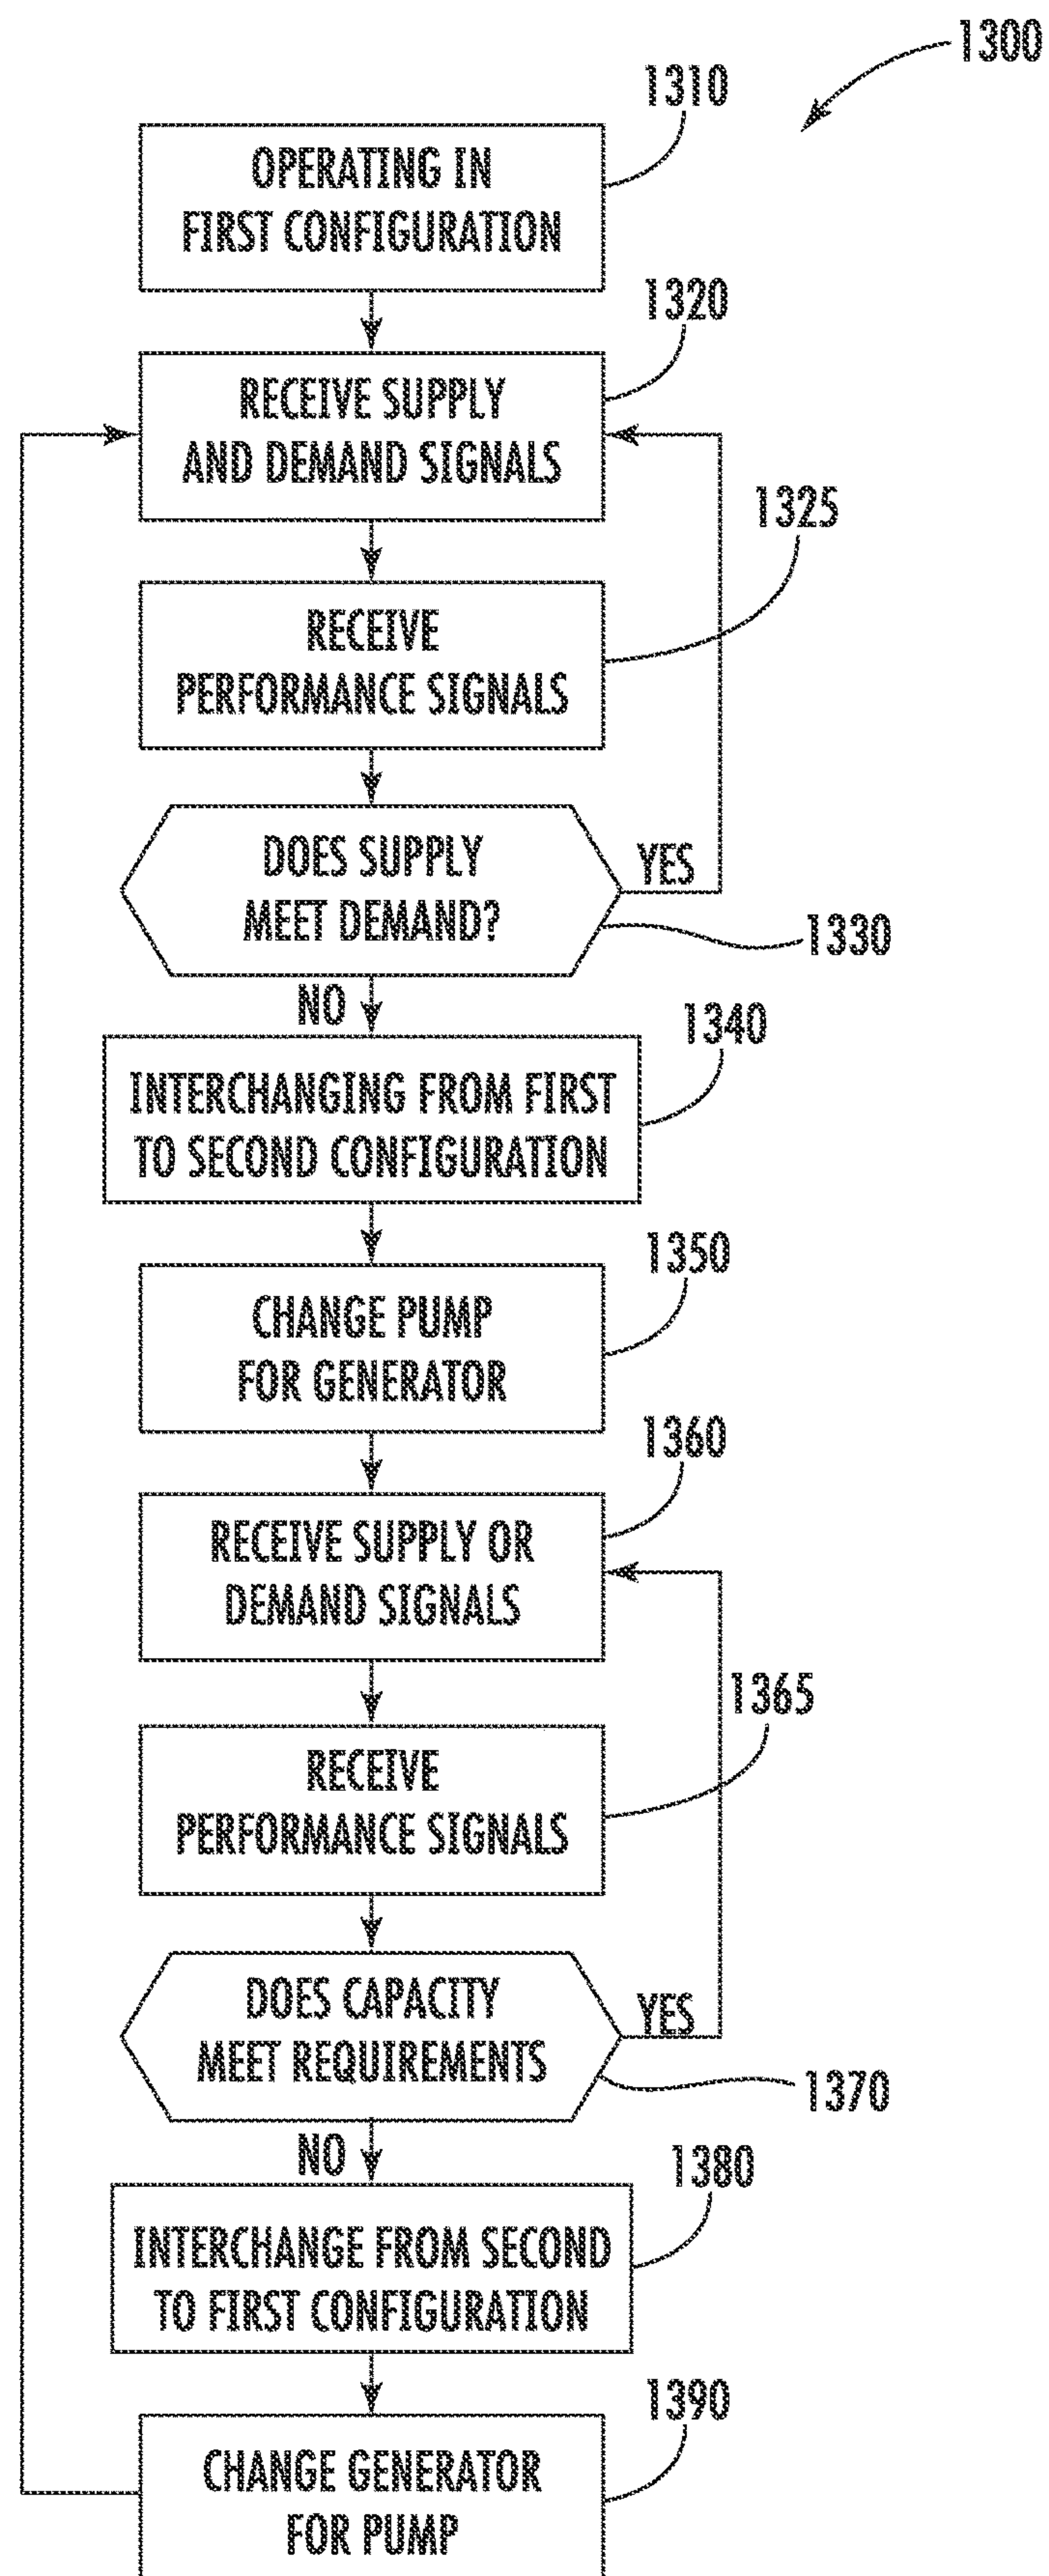 1300
1310
OPERATING IN
FIRST CONFIGURATION
1320
RECEIVE SUPPLY
AND DEMAND SIGNALS
1325
RECEIVE
PERFORMANCE SIGNALS
DOES SUPPLY
MEET DEMAND?
YES
1330
NO
1340
INTERCHANGING FROM FIRST
TO SECOND CONFIGURATION
1350
CHANGE PUMP
FOR GENERATOR
1360
RECEIVE SUPPLY OR
DEMAND SIGNALS
1365
RECEIVE
PERFORMANCE SIGNALS
DOES CAPACITY
MEET REQUIREMENTS
YES
1370
NO
1380
INTERCHANGE FROM SECOND
TO FIRST CONFIGURATION
1390
CHANGE GENERATOR
FOR PUMP